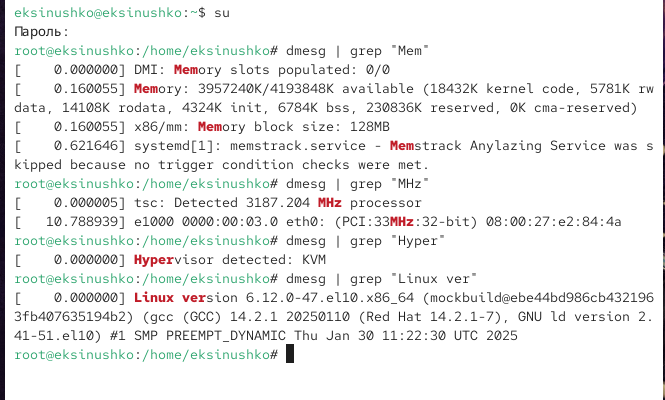 eksinushko@eksinushko:~$ su
Пароль:
root@eksinushko:/home/eksinushko# dmesg | grep "Mem"
[    0.000000] DMI: Memory slots populated: 0/0
[    0.160055] Memory: 3957240K/4193848K available (18432K kernel code, 5781K rw
data, 14108K rodata, 4324K init, 6784K bss, 230836K reserved, 0K cma-reserved)
[    0.160055] x86/mm: Memory block size: 128MB
[    0.621646] systemd[1]: memstrack.service - Memstrack Anylazing Service was s
kipped because no trigger condition checks were met.
root@eksinushko:/home/eksinushko# dmesg | grep "MHz"
[    0.000005] tsc: Detected 3187.204 MHz processor
[   10.788939] e1000 0000:00:03.0 eth0: (PCI:33MHz:32-bit) 08:00:27:e2:84:4a
root@eksinushko:/home/eksinushko# dmesg | grep "Hyper"
[    0.000000] Hypervisor detected: KVM
root@eksinushko:/home/eksinushko# dmesg | grep "Linux ver"
[    0.000000] Linux version 6.12.0-47.el10.x86_64 (mockbuild@ebe44bd986cb432196
3fb407635194b2) (gcc (GCC) 14.2.1 20250110 (Red Hat 14.2.1-7), GNU ld version 2.
41-51.el10) #1 SMP PREEMPT_DYNAMIC Thu Jan 30 11:22:30 UTC 2025
root@eksinushko:/home/eksinushko#